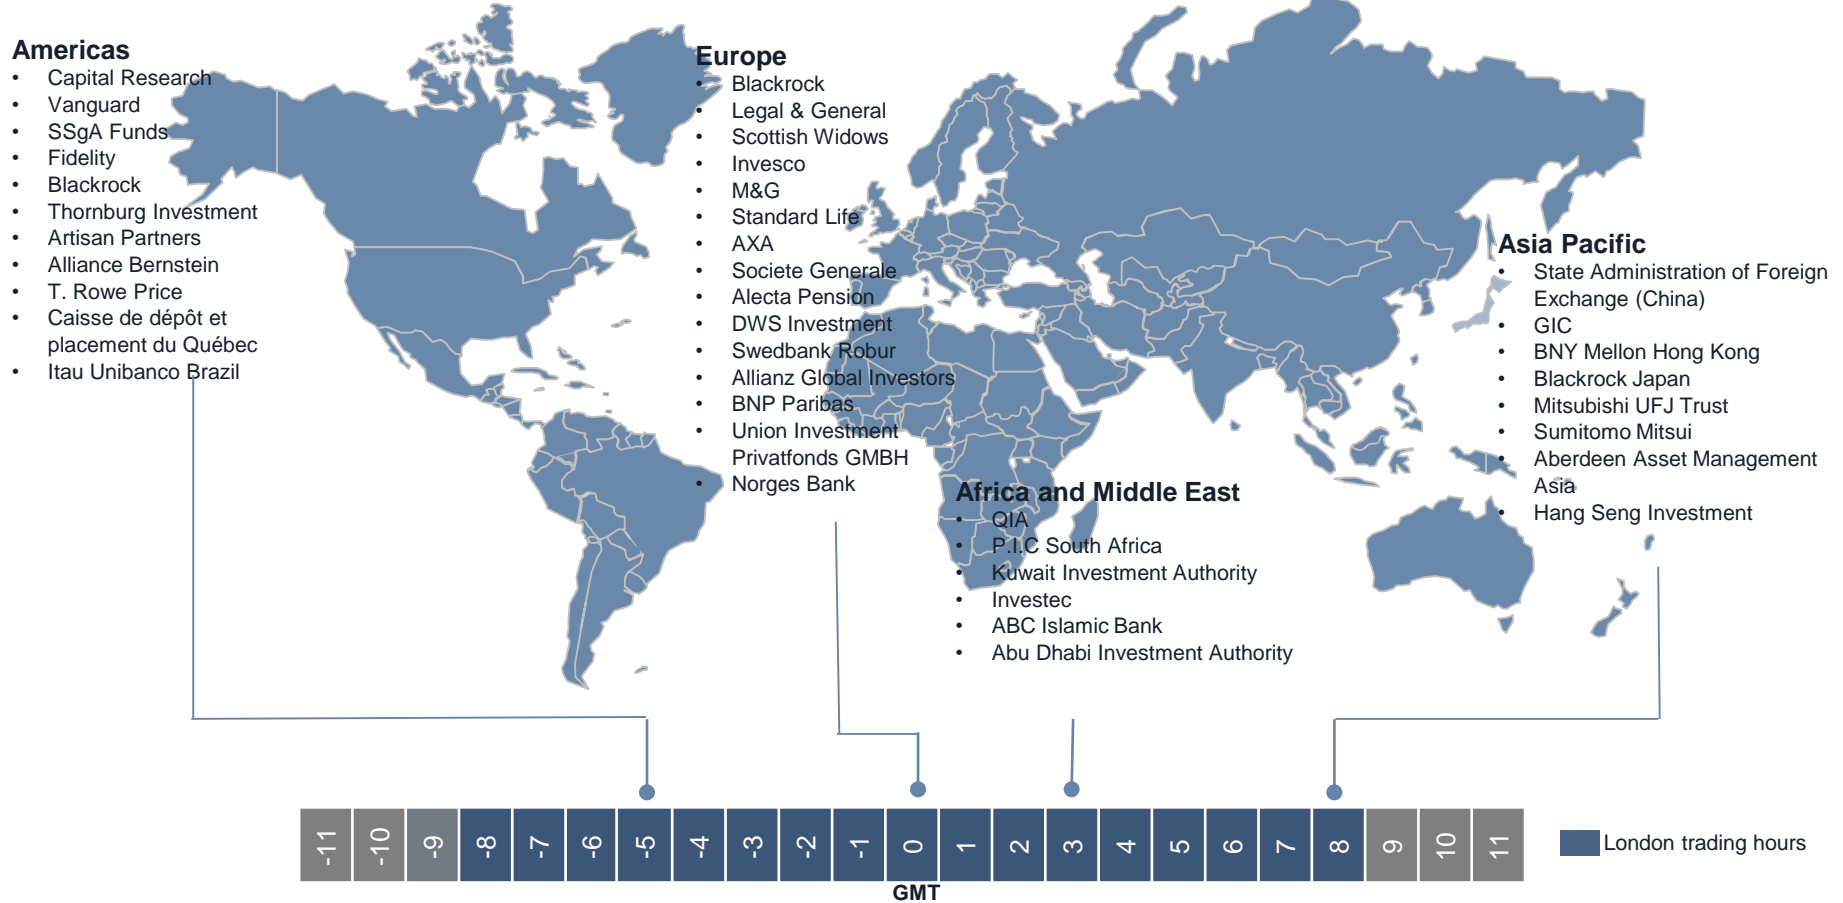 Americas
• Capital Research
• Vanguard
• SSgA Funds
• Fidelity
• Blackrock
• Thornburg Investment
• Artisan Partners
• Alliance Bernstein
• T. Rowe Price
• Caisse de dépôt et
placement du Québec
• Itau Unibanco Brazil
Europe
• Blackrock
• Legal & General
• Scottish Widows
• Invesco
• M&G
• Standard Life
• AXA
• Societe Generale
• Alecta Pension
• DWS Investment
• Swedbank Robur
• Allianz Global Investors
• BNP Paribas
• Union Investment
Privatfonds GMBH
• Norges Bank
Africa and Middle East
• QIA
• P.I.C South Africa
• Kuwait Investment Authority
• Investec
• ABC Islamic Bank
• Abu Dhabi Investment Authority
Asia Pacific
• State Administration of Foreign
Exchange (China)
• GIC
• BNY Mellon Hong Kong
• Blackrock Japan
• Mitsubishi UFJ Trust
• Sumitomo Mitsui
• Aberdeen Asset Management
Asia
• Hang Seng Investment
-11 -10 -9 -8 -7 -6 -5 -4 -3 -2 -1 0 1 2 3 4 5 6 7 8 9 10 11
London trading hours
GMT